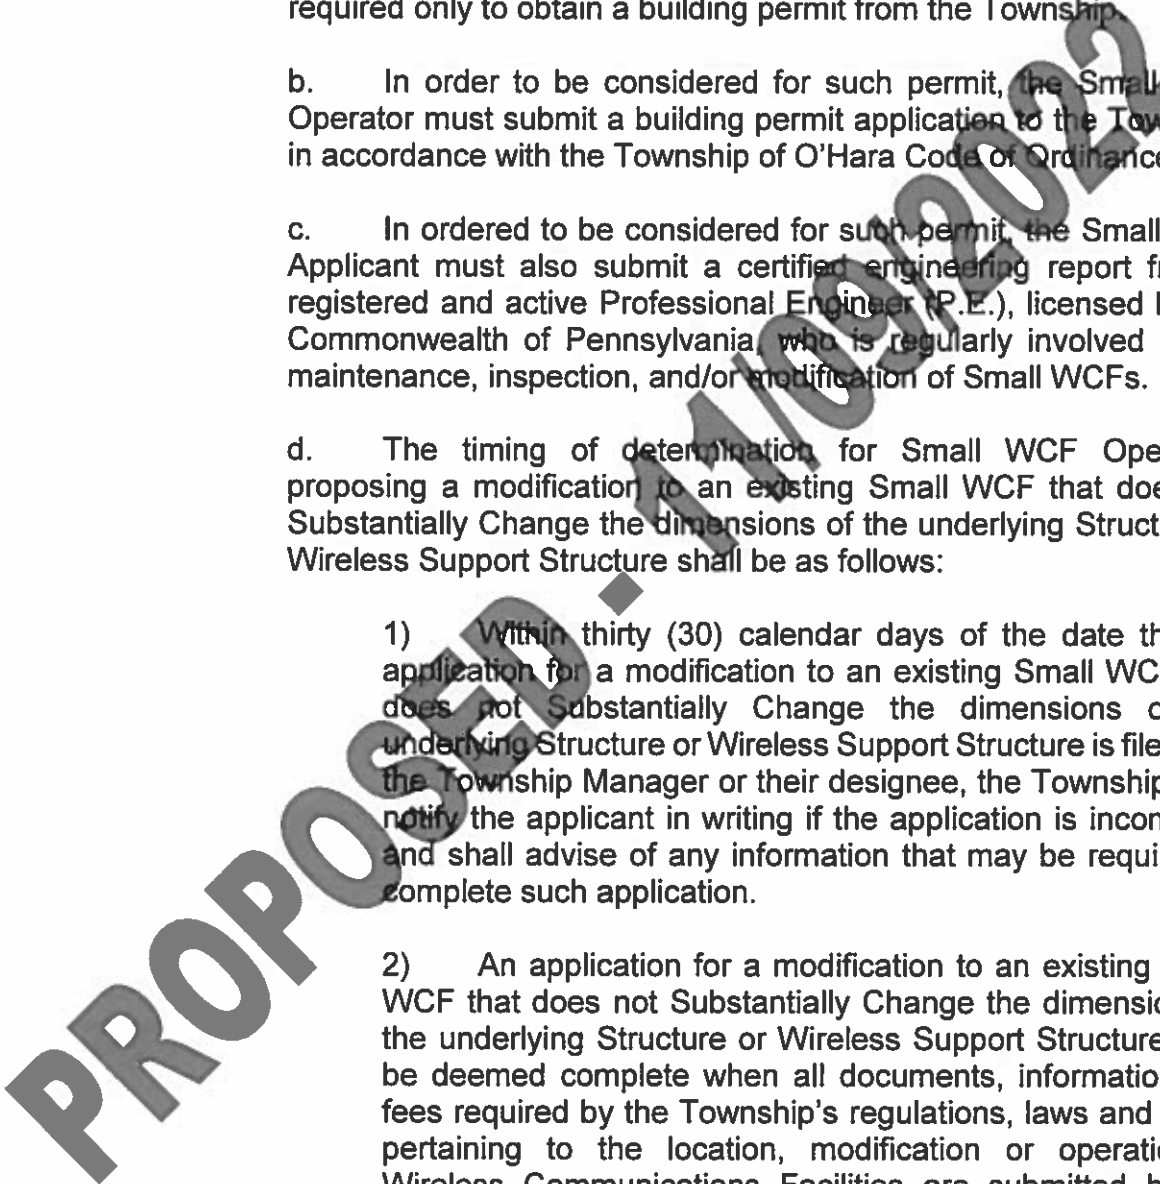 required only to obtain a building permit from the Township.
b. In order to be considered for such permit, the Small
Operator must submit a building permit application to the Tow
in accordance with the Township of O'Hara Code of Ordinance
c. In ordered to be considered for such permit, the Small
Applicant must also submit a certified engineering report f
registered and active Professional Engineer (P.E.), licensed
Commonwealth of Pennsylvania, who is regularly involved
maintenance, inspection, and/or modification of Small WCFs.
d. The timing of determination for Small WCF Ope
proposing a modification to an existing Small WCF that doe
Substantially Change the dimensions of the underlying Struct
Wireless Support Structure shall be as follows:
1) Within thirty (30) calendar days of the date th
application for a modification to an existing Small WC
does not Substantially Change the dimensions o
underlying Structure or Wireless Support Structure is file
the Township Manager or their designee, the Township
notify the applicant in writing if the application is incom
and shall advise of any information that may be requi
complete such application.
2) An application for a modification to an existing
WCF that does not Substantially Change the dimensio
the underlying Structure or Wireless Support Structure
be deemed complete when all documents, informatio
fees required by the Township's regulations, laws and
pertaining to the location, modification or operati
Wireless Communications Facilities are submitted b
PROPOSED - 11/09/2022